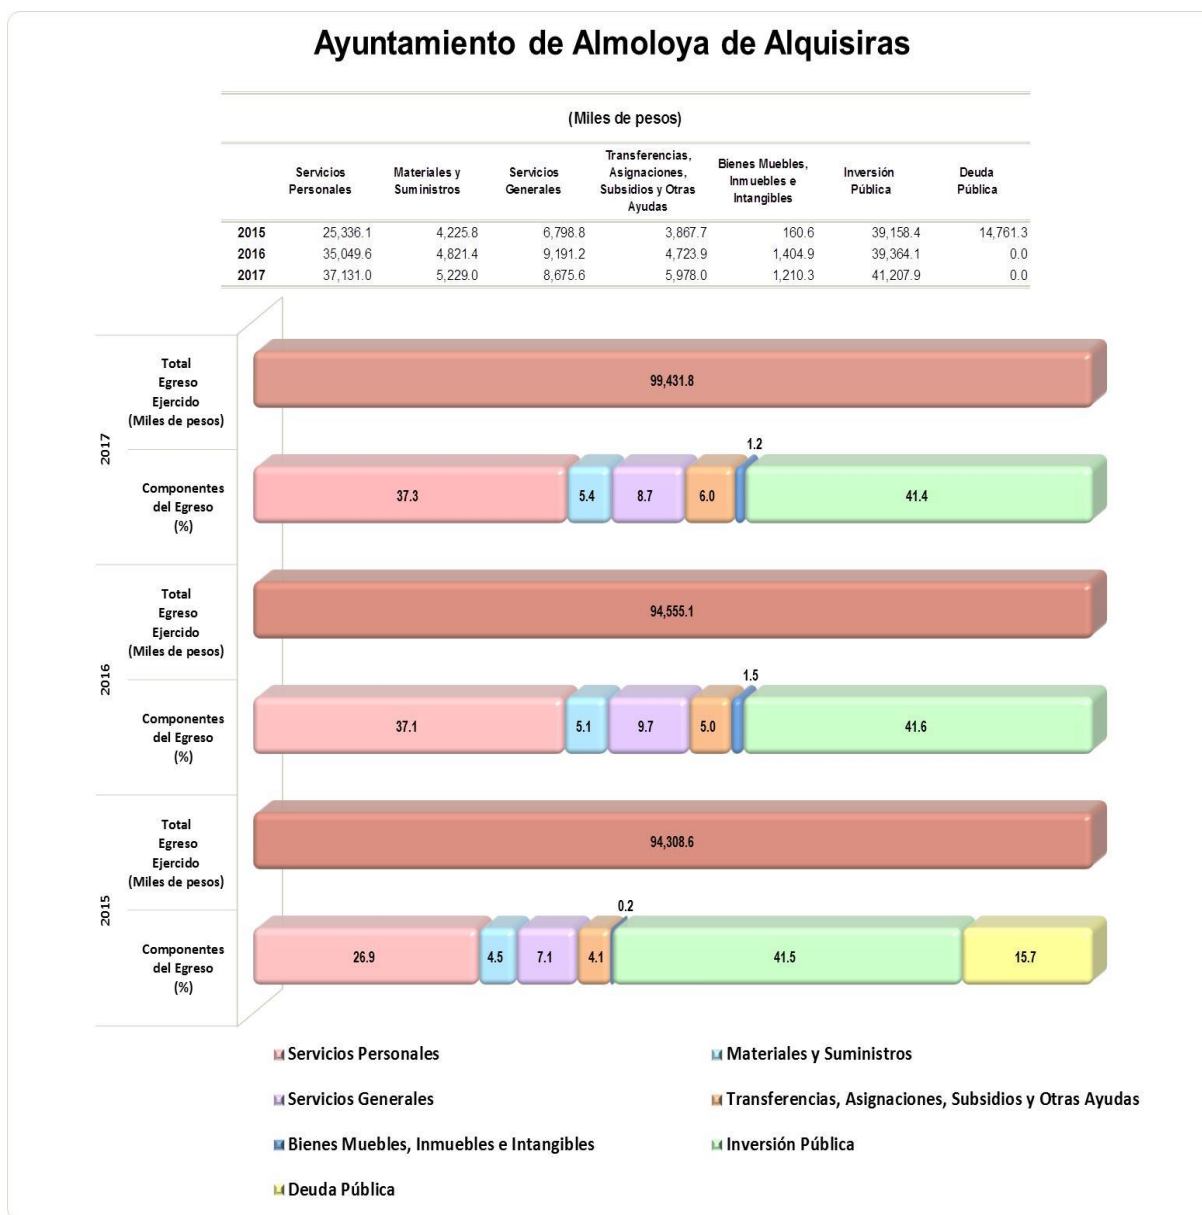 Ayuntamiento de Almoloya de Alquisiras
(Miles de pesos)
Servicios Personales
Materiales y Suministros
Servicios Generales
Transferencias, Asignaciones, Subsidios y Otras Ayudas
Bienes Muebles, Inmuebles e Intangibles
Inversión Pública
Deuda Pública
2015 25,336.1 4,225.8 6,798.8 3,867.7 160.6 39,158.4 14,761.3
2016 35,049.6 4,821.4 9,191.2 4,723.9 1,404.9 39,364.1 0.0
2017 37,131.0 5,229.0 8,675.6 5,978.0 1,210.3 41,207.9 0.0
2017
Total
Egreso
Ejercido
(Miles de pesos)
99,431.8
Componentes
del Egreso
(%)
37.3 5.4 8.7 6.0 1.2 41.4
2016
Total
Egreso
Ejercido
(Miles de pesos)
94,555.1
Componentes
del Egreso
(%)
37.1 5.1 9.7 5.0 1.5 41.6
2015
Total
Egreso
Ejercido
(Miles de pesos)
94,308.6
Componentes
del Egreso
(%)
26.9 4.5 7.1 4.1 0.2 41.5 15.7
Servicios Personales
Materiales y Suministros
Servicios Generales
Transferencias, Asignaciones, Subsidios y Otras Ayudas
Bienes Muebles, Inmuebles e Intangibles
Inversión Pública
Deuda Pública